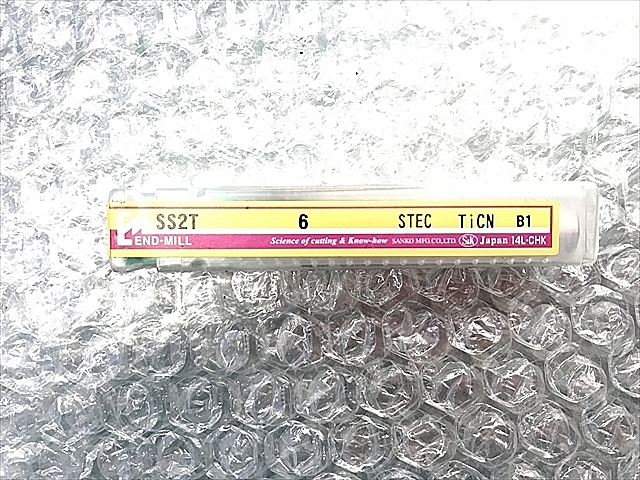 SS2T 6 STEC TiCN B1
END-MILL Science of cutting & Know-how SANKO MFG.CO.,LTD. SK Japan 14L-CHK